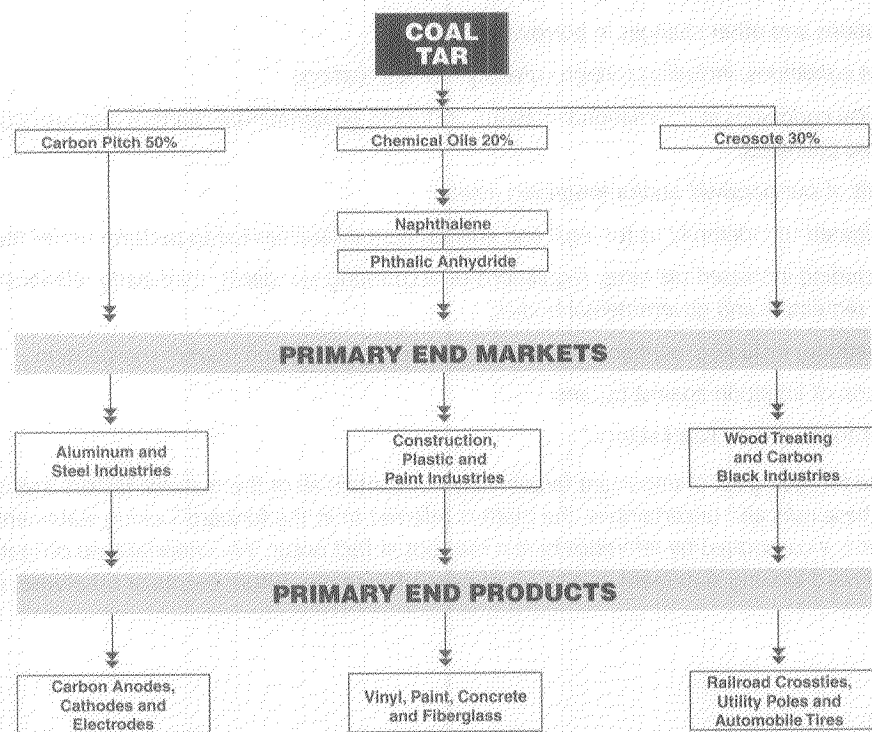 COAL
TAR
Carbon Pitch 50%
Chemical Oils 20%
Creosote 30%
Naphthalene
Phthalic Anhydride
PRIMARY END MARKETS
Aluminum and
Steel Industries
Construction,
Plastic and
Paint Industries
Wood Treating
and Carbon
Black Industries
PRIMARY END PRODUCTS
Carbon Anodes,
Cathodes and
Electrodes
Vinyl, Paint, Concrete
and Fiberglass
Railroad Crossties,
Utility Poles and
Automobile Tires